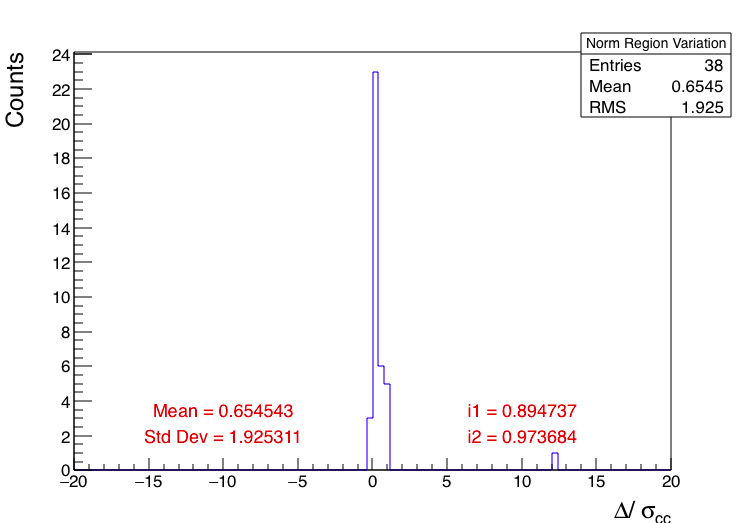 Norm Region Variation
Entries 38
Mean 0.6545
RMS 1.925
Counts
24
22
20
18
16
14
12
10
8
6
4
2
0
Mean = 0.654543
Std Dev = 1.925311
i1 = 0.894737
i2 = 0.973684
−20 −15 −10 −5 0 5 10 15 20
Δ/ σcc